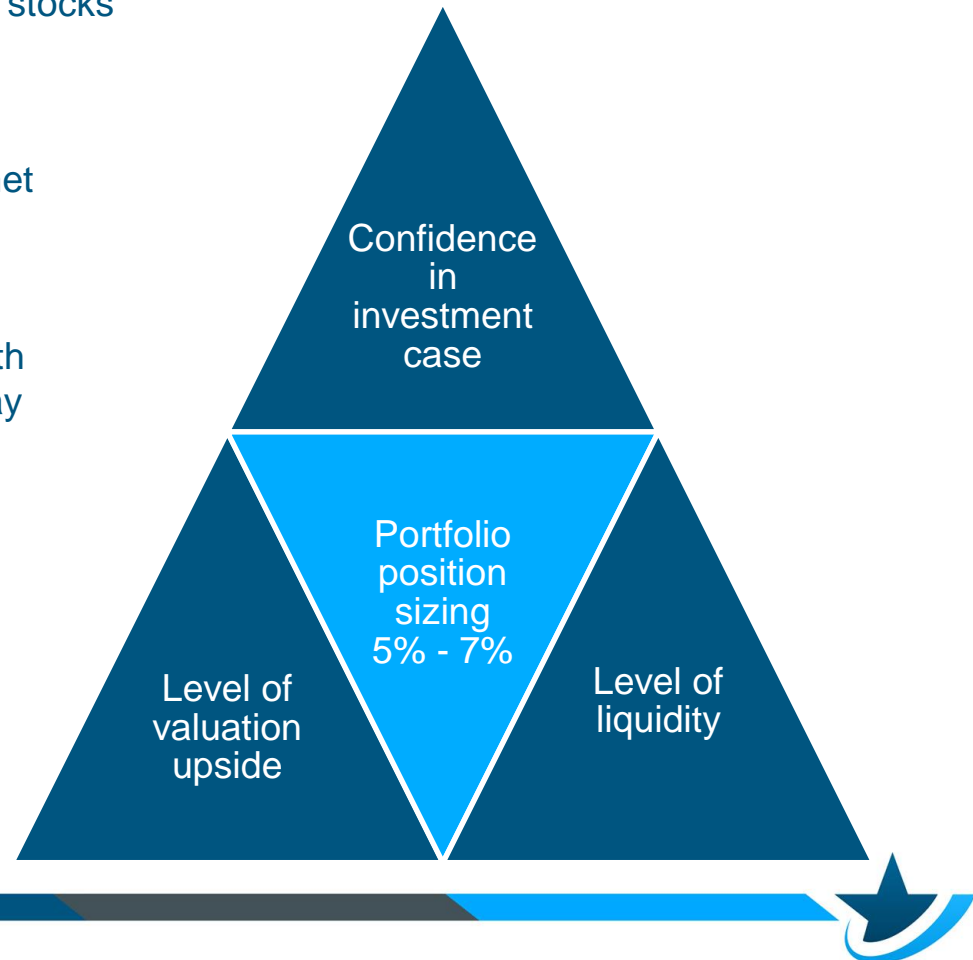 stocks
Confidence
in
investment
case
Portfolio
position
sizing
5% - 7%
Level of
valuation
upside
Level of
liquidity